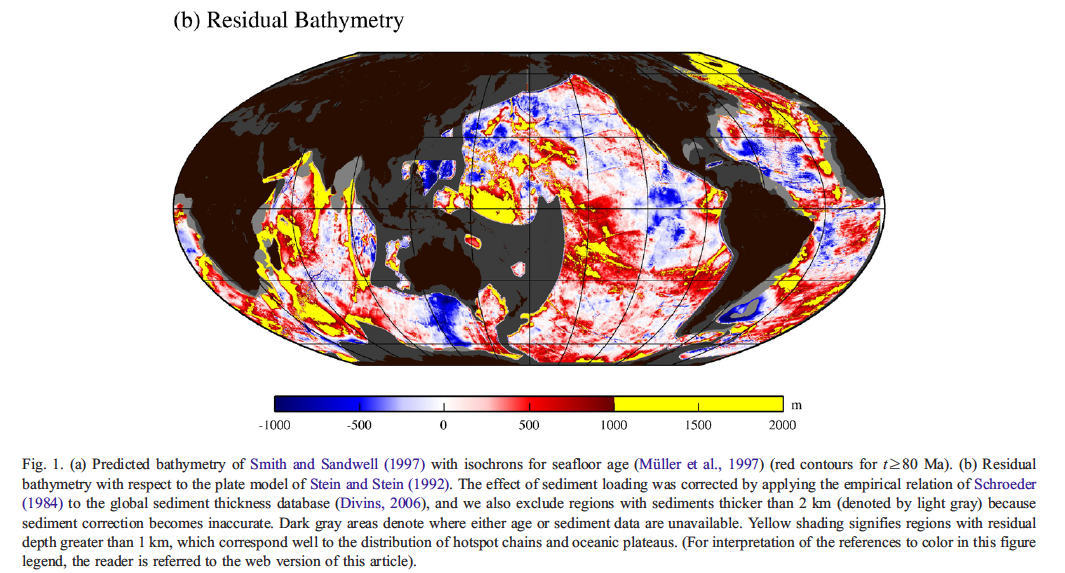 (b) Residual Bathymetry
m
-1000 -500 0 500 1000 1500 2000
Fig. 1. (a) Predicted bathymetry of Smith and Sandwell (1997) with isochrons for seafloor age (Müller et al., 1997) (red contours for t≥80 Ma). (b) Residual
bathymetry with respect to the plate model of Stein and Stein (1992). The effect of sediment loading was corrected by applying the empirical relation of Schroeder
(1984) to the global sediment thickness database (Divins, 2006), and we also exclude regions with sediments thicker than 2 km (denoted by light gray) because
sediment correction becomes inaccurate. Dark gray areas denote where either age or sediment data are unavailable. Yellow shading signifies regions with residual
depth greater than 1 km, which correspond well to the distribution of hotspot chains and oceanic plateaus. (For interpretation of the references to color in this figure
legend, the reader is referred to the web version of this article).